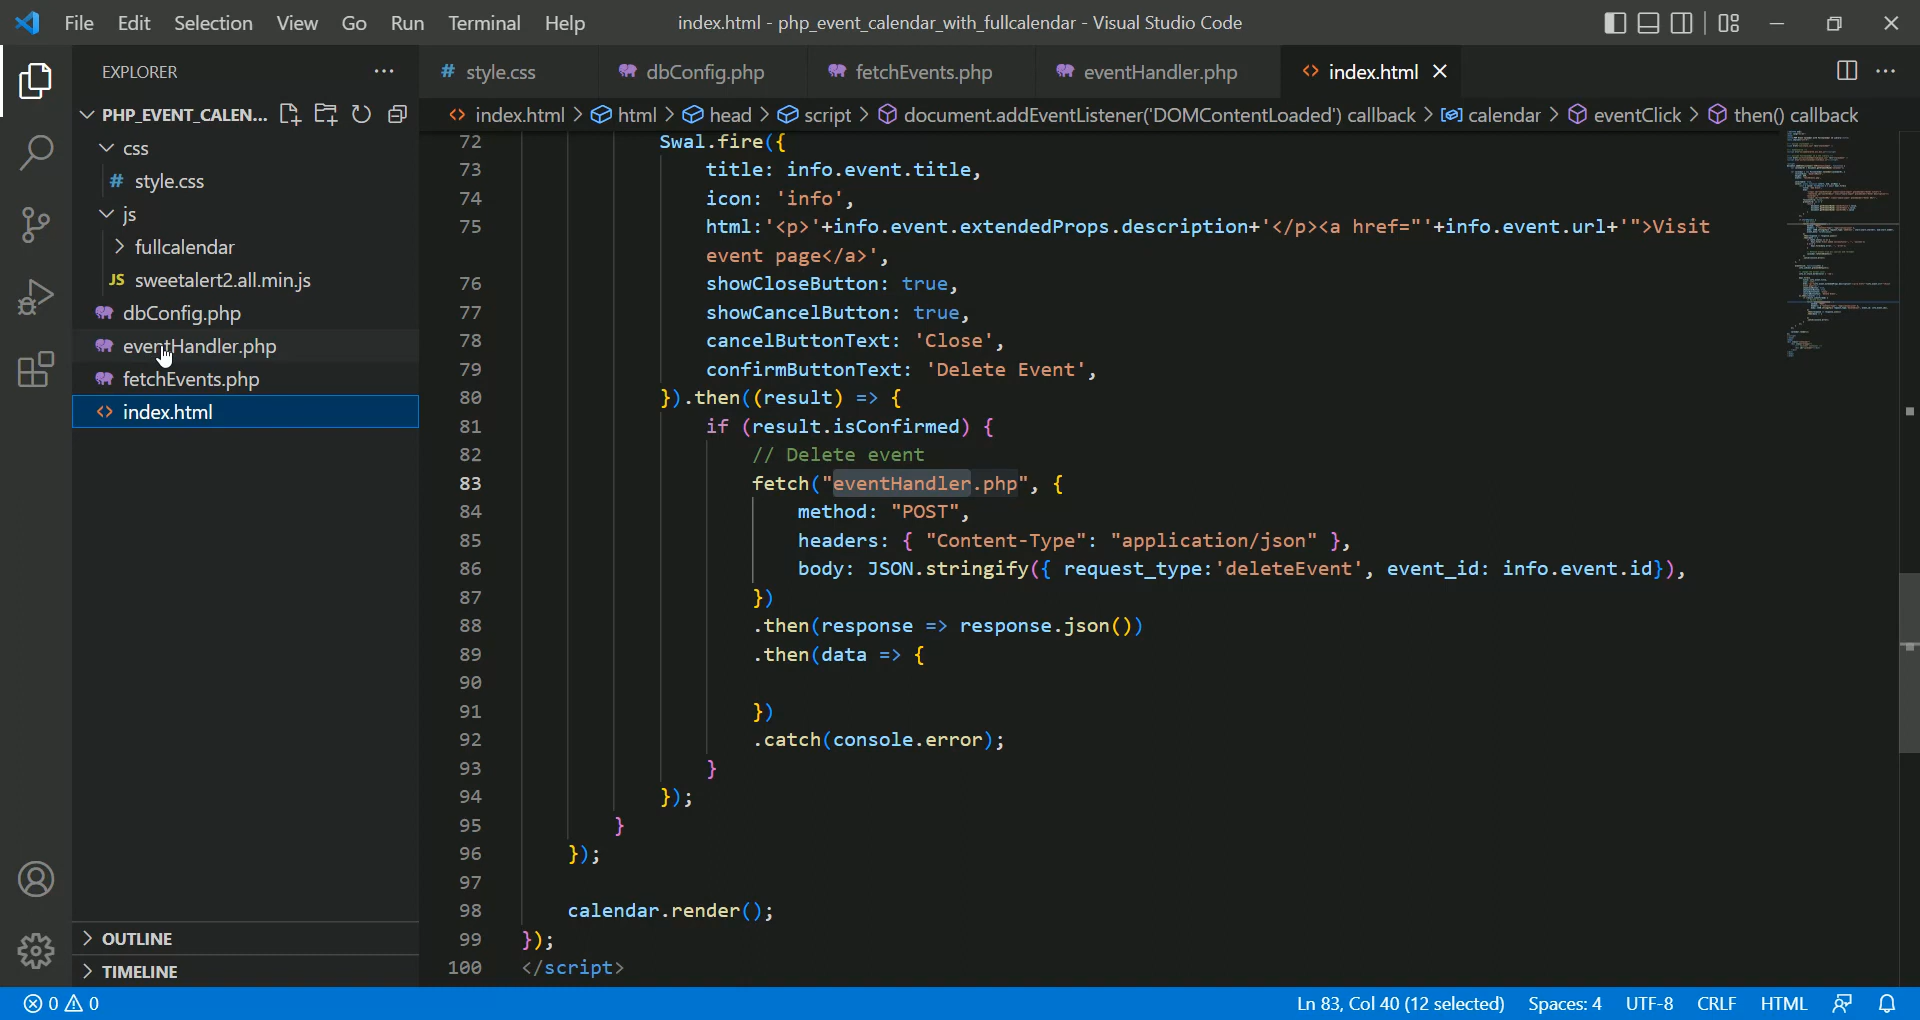 File Edit Selection View Go Run Terminal Help
index.html - php_event_calendar_with_fullcalendar - Visual Studio Code
EXPLORER
PHP_EVENT_CALEN...
css
# style.css
js
fullcalendar
JS sweetalert2.all.min.js
dbConfig.php
eventHandler.php
fetchEvents.php
<> index.html
OUTLINE
TIMELINE
# style.css dbConfig.php fetchEvents.php eventHandler.php <> index.html
<> index.html > html > head > script > document.addEventListener('DOMContentLoaded') callback > calendar > eventClick > then() callback
72 Swal.fire({
73 title: info.event.title,
74 icon: 'info',
75 html:'<p>'+info.event.extendedProps.description+'</p><a href="'+info.event.url+'">Visit
event page</a>',
76 showCloseButton: true,
77 showCancelButton: true,
78 cancelButtonText: 'Close',
79 confirmButtonText: 'Delete Event',
80 }).then((result) => {
81 if (result.isConfirmed) {
82 // Delete event
83 fetch("eventHandler.php", {
84 method: "POST",
85 headers: { "Content-Type": "application/json" },
86 body: JSON.stringify({ request_type:'deleteEvent', event_id: info.event.id}),
87 })
88 .then(response => response.json())
89 .then(data => {
90
91 })
92 .catch(console.error);
93 }
94 });
95 }
96 });
97
98 calendar.render();
99 });
100 </script>
0 0
Ln 83, Col 40 (12 selected) Spaces: 4 UTF-8 CRLF HTML